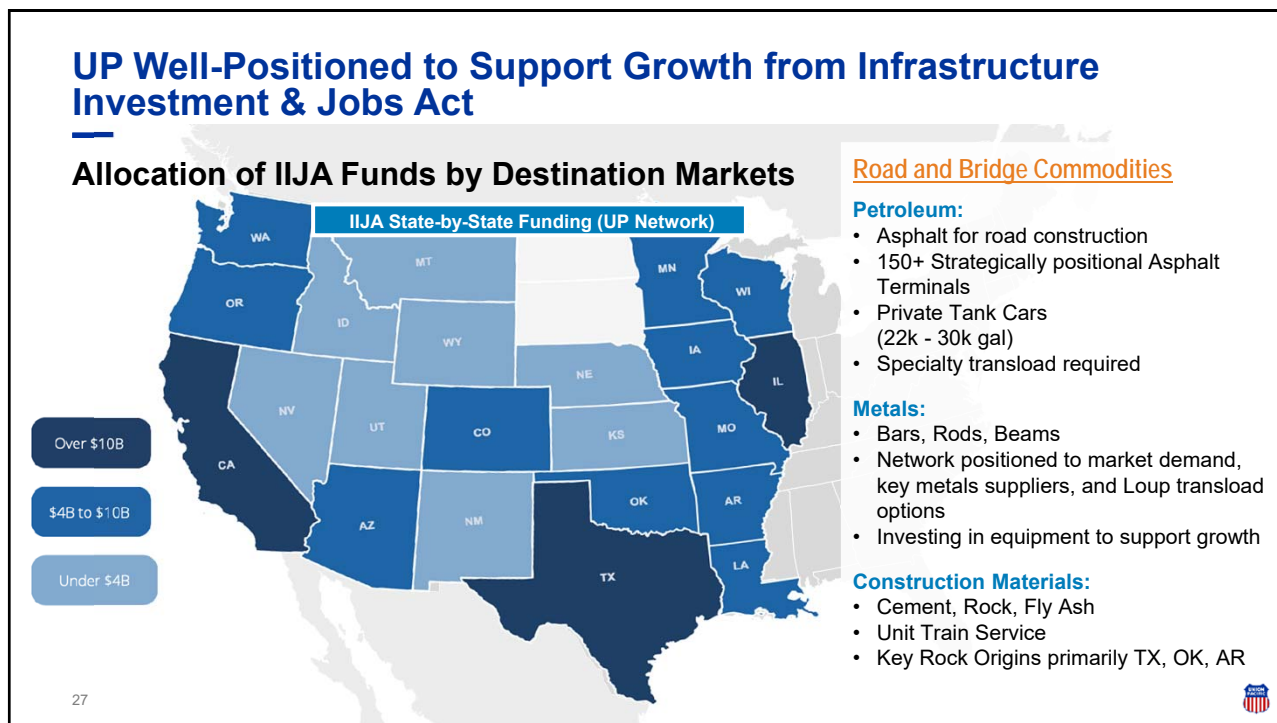 UP Well-Positioned to Support Growth from Infrastructure
Investment & Jobs Act
Allocation of IIJA Funds by Destination Markets
IIJA State-by-State Funding (UP Network)
WA
MT
MN
OR
ID
WI
WY
IA
NE
IL
NV
UT
CO
KS
MO
CA
OK
AR
AZ
NM
LA
TX
Over $10B
$4B to $10B
Under $4B
Road and Bridge Commodities
Petroleum:
• Asphalt for road construction
• 150+ Strategically positional Asphalt
Terminals
• Private Tank Cars
(22k - 30k gal)
• Specialty transload required
Metals:
• Bars, Rods, Beams
• Network positioned to market demand,
key metals suppliers, and Loup transload
options
• Investing in equipment to support growth
Construction Materials:
• Cement, Rock, Fly Ash
• Unit Train Service
• Key Rock Origins primarily TX, OK, AR
27
UNION
PACIFIC